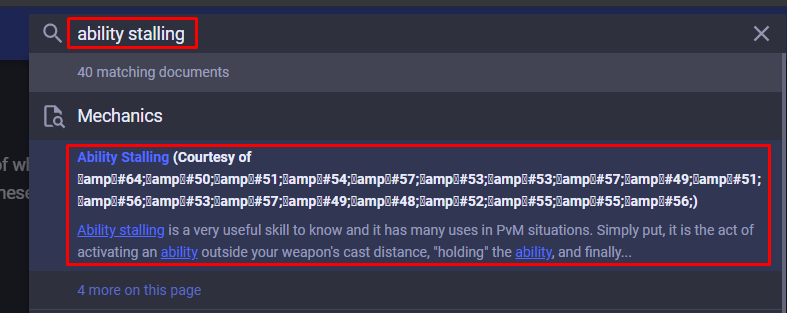 ability stalling
40 matching documents
Mechanics
Ability Stalling (Courtesy of
□amp□#64;□amp□#50;□amp□#51;□amp□#54;□amp□#57;□amp□#53;□amp□#53;□amp□#57;□amp□#49;□amp□#51;
□amp□#56;□amp□#53;□amp□#57;□amp□#49;□amp□#48;□amp□#52;□amp□#55;□amp□#55;□amp□#56;)
Ability stalling is a very useful skill to know and it has many uses in PvM situations. Simply put, it is the act of
activating an ability outside your weapon's cast distance, "holding" the ability, and finally...
4 more on this page